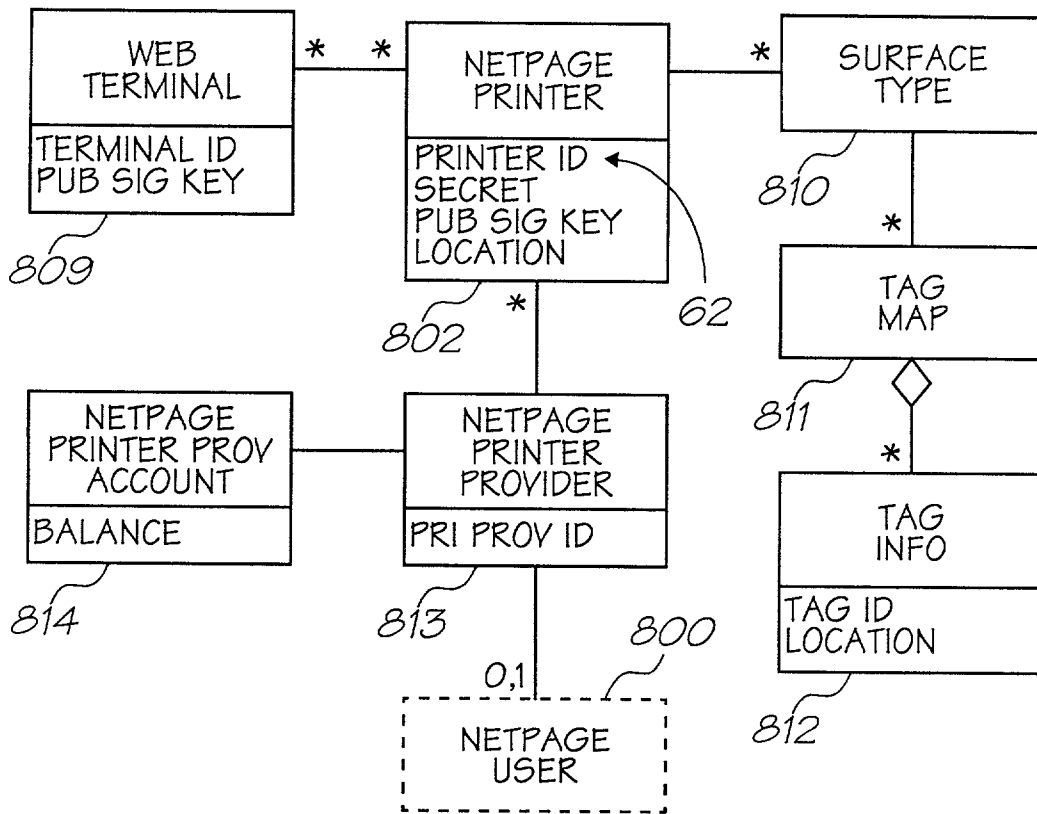 WEB
TERMINAL
TERMINAL ID
PUB SIG KEY
809
*
*
NETPAGE
PRINTER
PRINTER ID
SECRET
PUB SIG KEY
LOCATION
802
62
*
*
SURFACE
TYPE
810
*
TAG
MAP
811
*
NETPAGE
PRINTER PROV
ACCOUNT
BALANCE
814
NETPAGE
PRINTER
PROVIDER
PRI PROV ID
813
TAG
INFO
TAG ID
LOCATION
812
0,1
800
NETPAGE
USER